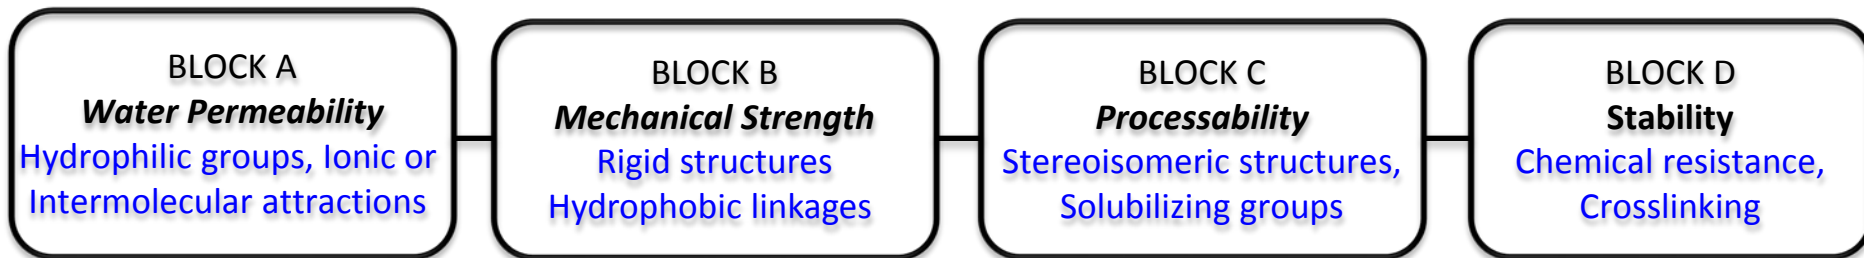 BLOCK A
Water Permeability
Hydrophilic groups, Ionic or
Intermolecular attractions
BLOCK B
Mechanical Strength
Rigid structures
Hydrophobic linkages
BLOCK C
Processability
Stereoisomeric structures,
Solubilizing groups
BLOCK D
Stability
Chemical resistance,
Crosslinking